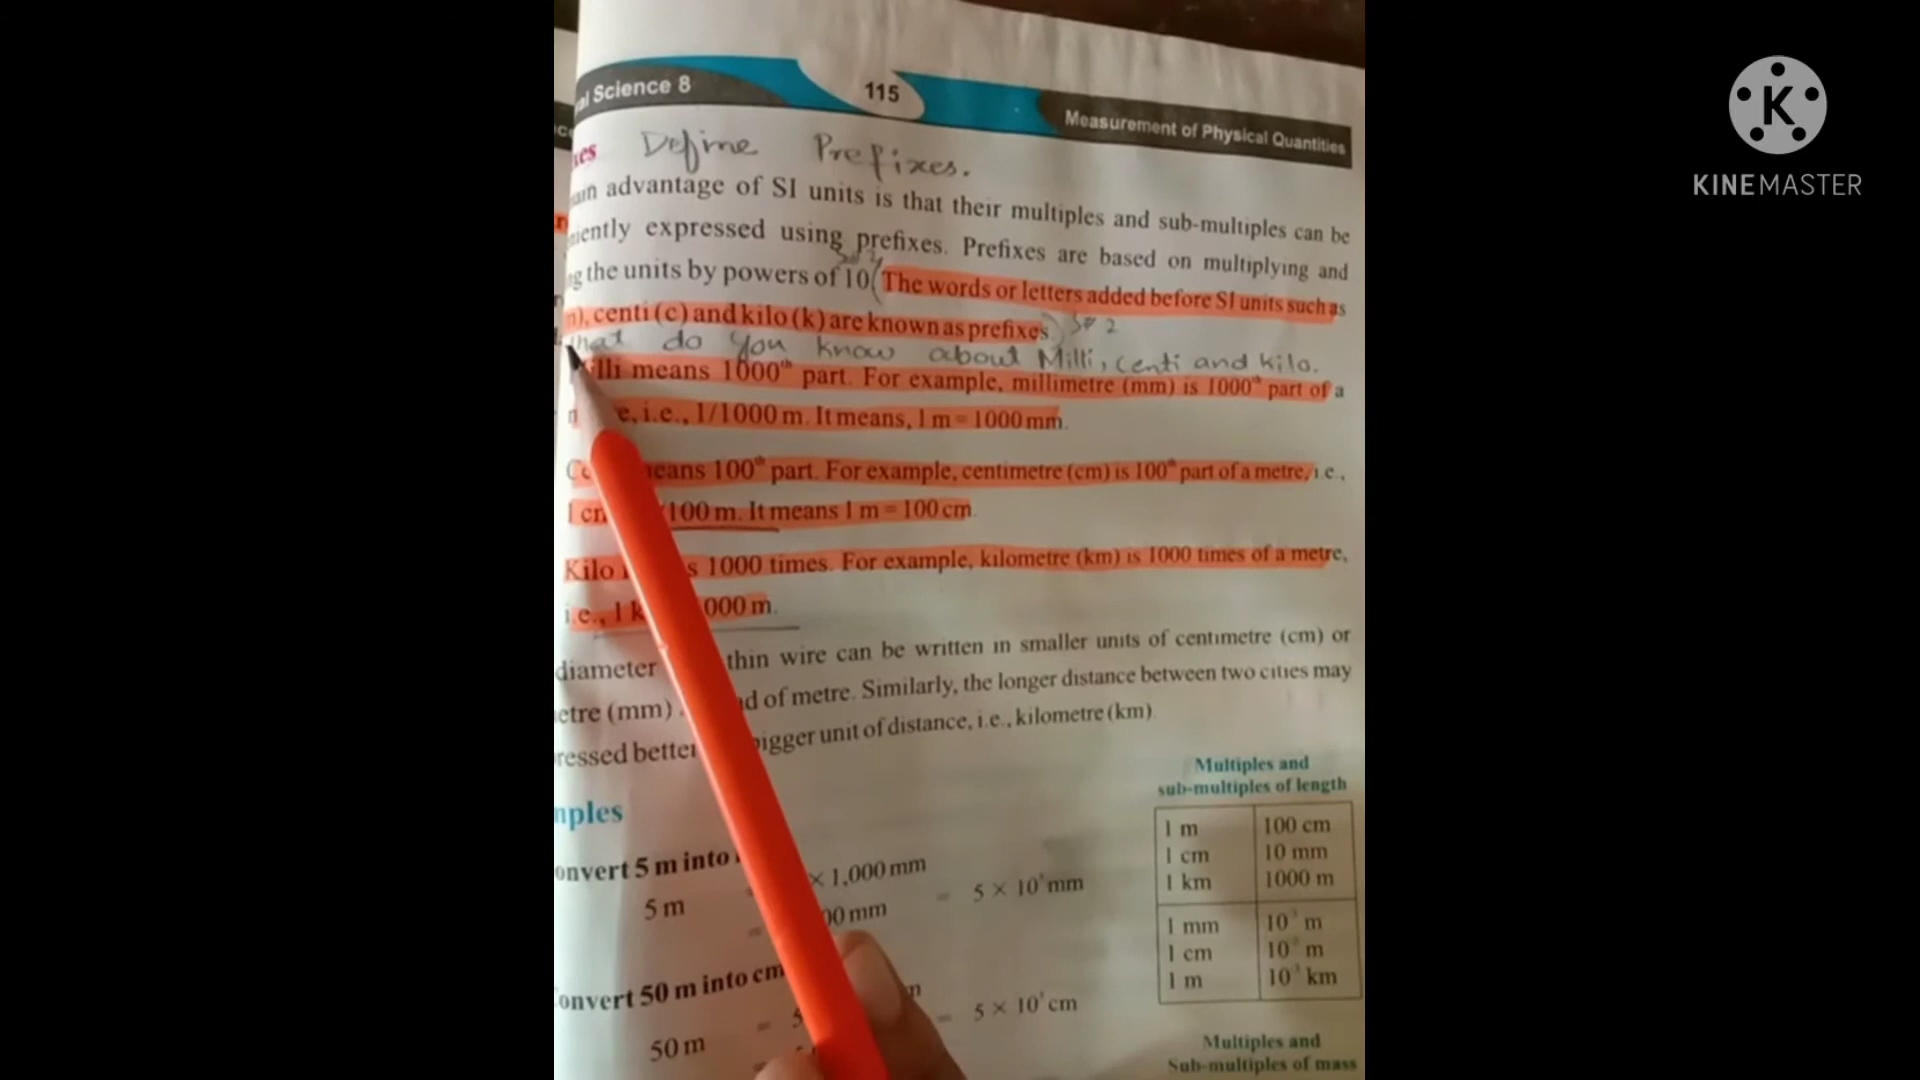 Science 8
115
Measurement of Physical Quantities
Define Prefixes.
advantage of SI units is that their multiples and sub-multiples can be
expressed using prefixes. Prefixes are based on multiplying and
the units by powers of 10 (The words or letters added before SI units such as
centi (c) and kilo (k) are known as prefixes.)
do you know about Milli, centi and kilo.
means 1000th part. For example, millimetre (mm) is 1000th part of a
i.e., 1/1000 m. It means, 1 m = 1000 mm.
100th part. For example, centimetre (cm) is 100th part of a metre, i.e.,
100 m. It means 1 m = 100 cm.
Kilo 1000 times. For example, kilometre (km) is 1000 times of a metre,
i.e., 1 000 m.
diameter thin wire can be written in smaller units of centimetre (cm) or
(mm) of metre. Similarly, the longer distance between two cities may
better bigger unit of distance, i.e., kilometre (km).
Multiples and
sub-multiples of length
1 m 100 cm
1 cm 10 mm
1 km 1000 m
1 mm m
1 cm m
1 m km
5 m into
5 m × 1,000 mm
mm
50 m into cm
50 m
Multiples and
Sub-multiples of mass
K
KINEMASTER